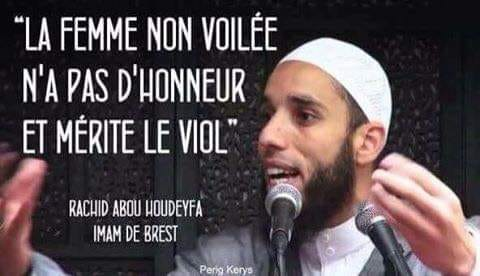 “LA FEMME NON VOILÉE
N'A PAS D'HONNEUR
ET MÉRITE LE VIOL”
RACHID ABOU HOUDEYFA
IMAM DE BREST
Perig Kerys